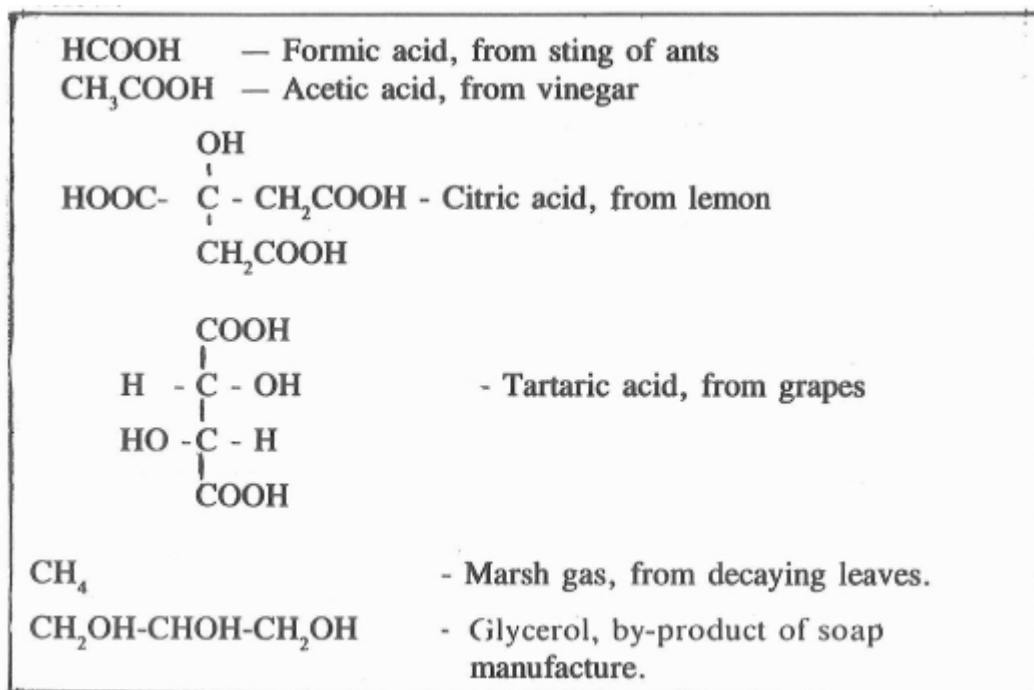 HCOOH — Formic acid, from sting of ants
CH₃COOH — Acetic acid, from vinegar
OH
HOOC- C - CH₂COOH - Citric acid, from lemon
CH₂COOH
COOH
H - C - OH - Tartaric acid, from grapes
HO - C - H
COOH
CH₄ - Marsh gas, from decaying leaves.
CH₂OH-CHOH-CH₂OH - Glycerol, by-product of soap
manufacture.